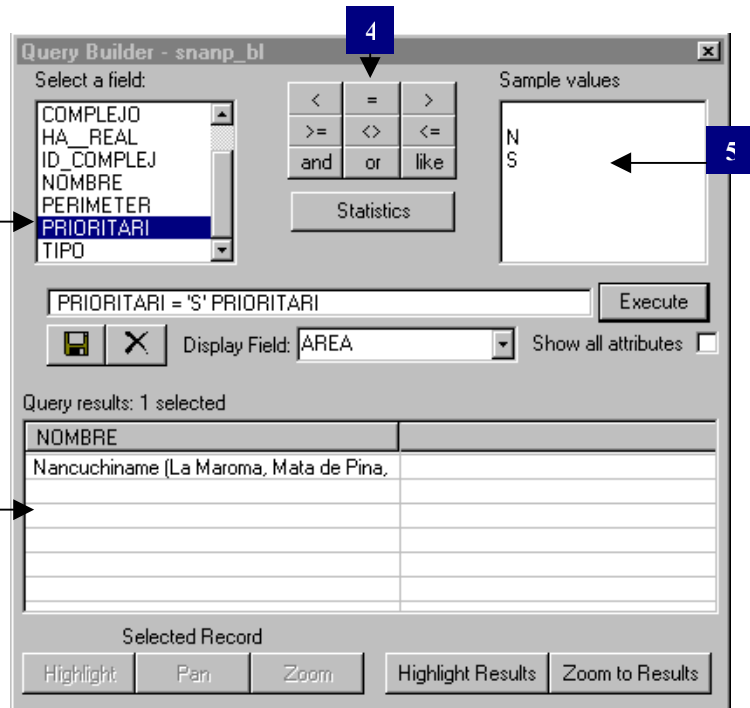 4
Query Builder - snanp_bl
Select a field:
COMPLEJO
HA__REAL
ID_COMPLEJ
NOMBRE
PERIMETER
PRIORITARI
TIPO
< = >
>= <> <=
and or like
Statistics
Sample values
N
S
5
PRIORITARI = 'S' PRIORITARI
Execute
Display Field: AREA
Show all attributes
Query results: 1 selected
NOMBRE
Nancuchiname (La Maroma, Mata de Pina,
Selected Record
Highlight Pan Zoom Highlight Results Zoom to Results